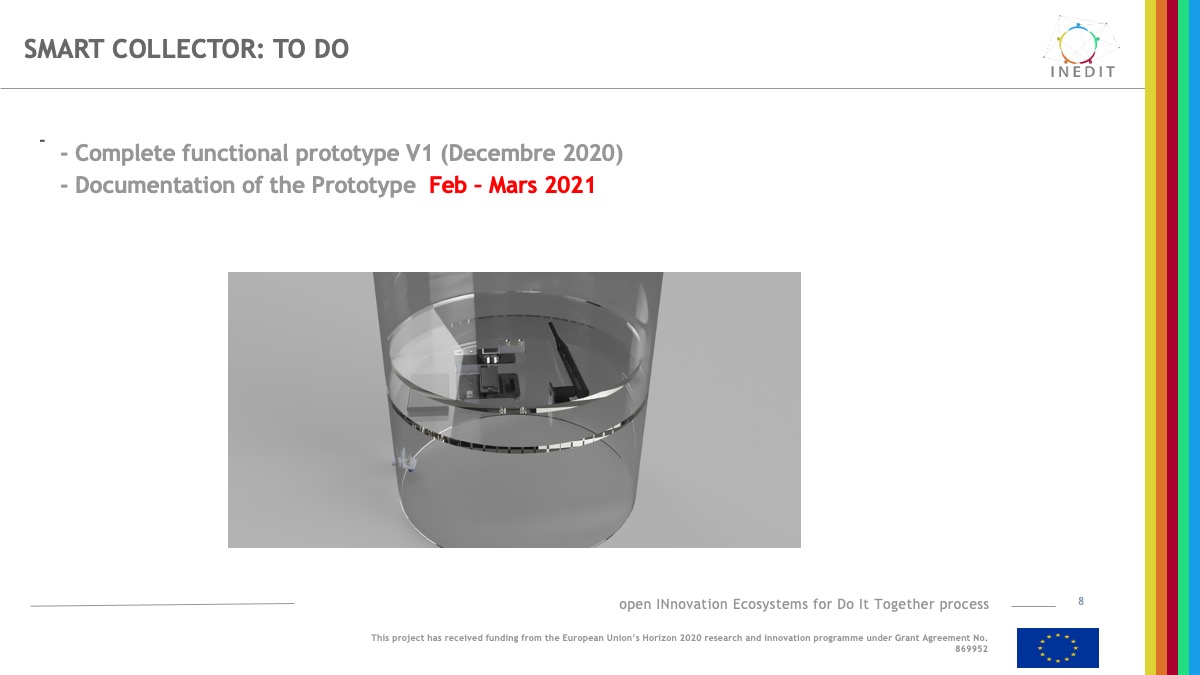 SMART COLLECTOR: TO DO
INEDIT
-
- Complete functional prototype V1 (Decembre 2020)
- Documentation of the Prototype Feb – Mars 2021
open INnovation Ecosystems for Do It Together process
8
This project has received funding from the European Union’s Horizon 2020 research and innovation programme under Grant Agreement No.
869952